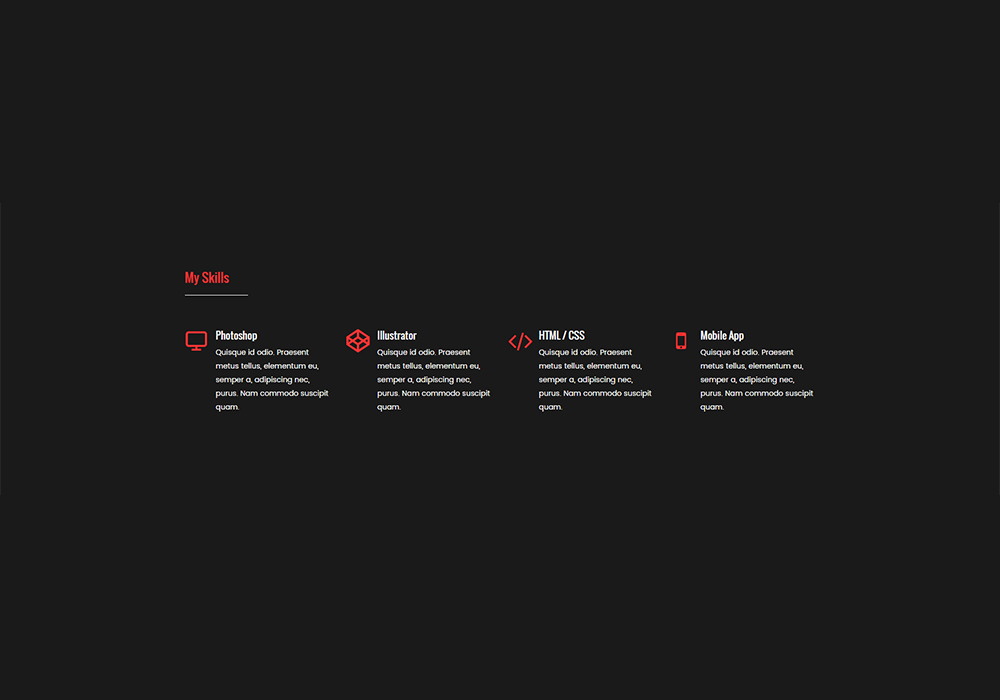 My Skills
Photoshop
Quisque id odio. Praesent
metus tellus, elementum eu,
semper a, adipiscing nec,
purus. Nam commodo suscipit
quam.
Illustrator
Quisque id odio. Praesent
metus tellus, elementum eu,
semper a, adipiscing nec,
purus. Nam commodo suscipit
quam.
HTML / CSS
Quisque id odio. Praesent
metus tellus, elementum eu,
semper a, adipiscing nec,
purus. Nam commodo suscipit
quam.
Mobile App
Quisque id odio. Praesent
metus tellus, elementum eu,
semper a, adipiscing nec,
purus. Nam commodo suscipit
quam.